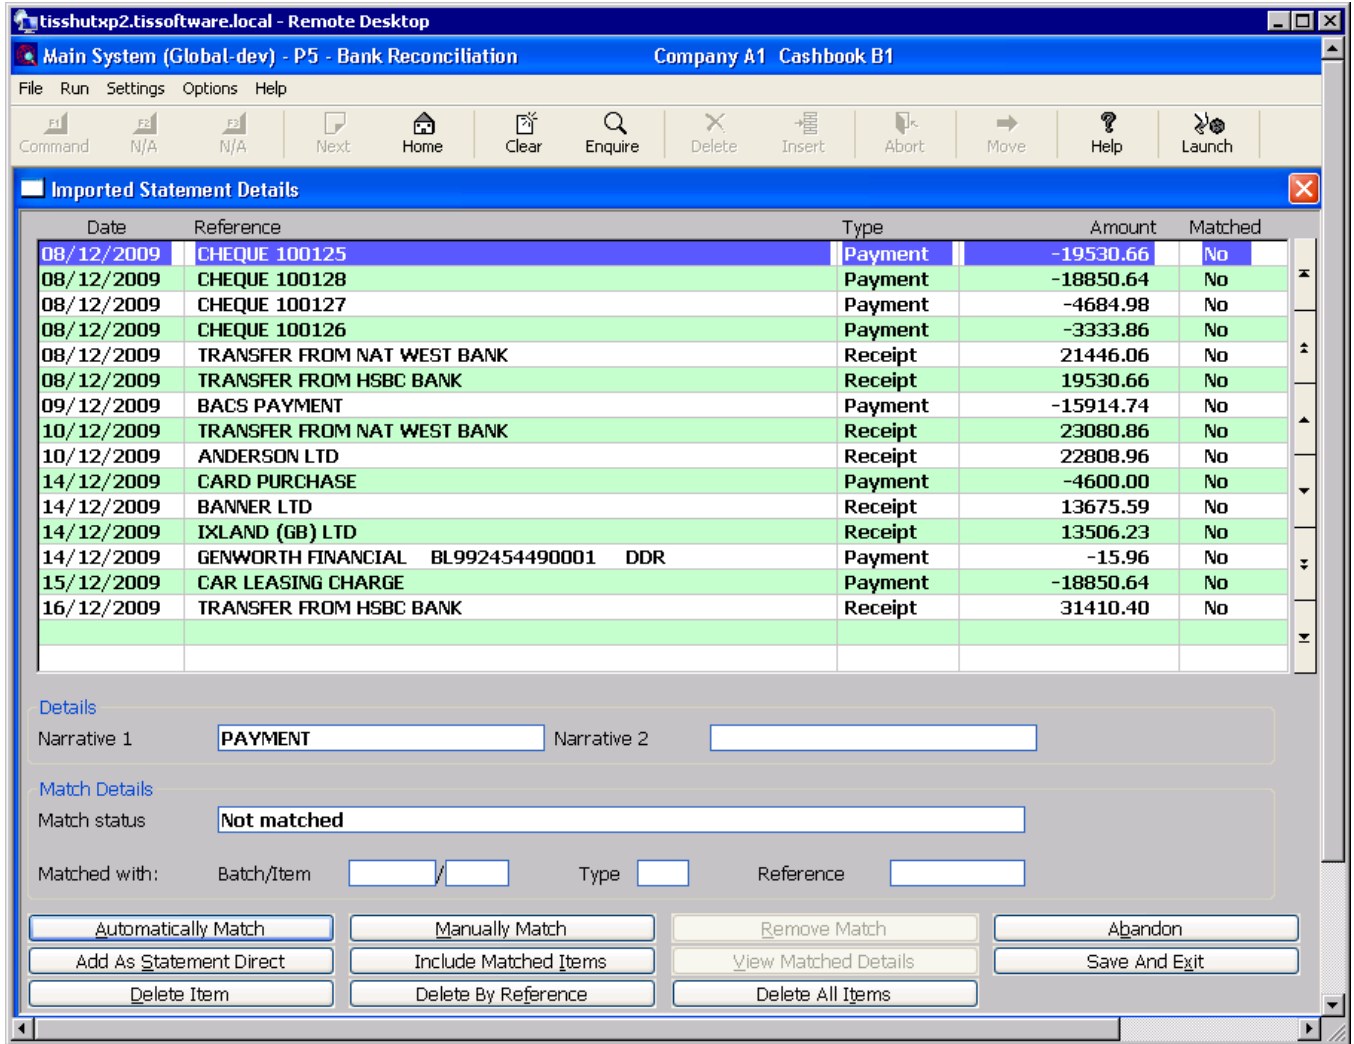 tisshutxp2.tissoftware.local - Remote Desktop
Main System (Global-dev) - P5 - Bank Reconciliation Company A1 Cashbook B1
File Run Settings Options Help
F1 F2 F3
Command N/A N/A Next Home Clear Enquire Delete Insert Abort Move Help Launch
Imported Statement Details
Date Reference Type Amount Matched
08/12/2009 CHEQUE 100125 Payment -19530.66 No
08/12/2009 CHEQUE 100128 Payment -18850.64 No
08/12/2009 CHEQUE 100127 Payment -4684.98 No
08/12/2009 CHEQUE 100126 Payment -3333.86 No
08/12/2009 TRANSFER FROM NAT WEST BANK Receipt 21446.06 No
08/12/2009 TRANSFER FROM HSBC BANK Receipt 19530.66 No
09/12/2009 BACS PAYMENT Payment -15914.74 No
10/12/2009 TRANSFER FROM NAT WEST BANK Receipt 23080.86 No
10/12/2009 ANDERSON LTD Receipt 22808.96 No
14/12/2009 CARD PURCHASE Payment -4600.00 No
14/12/2009 BANNER LTD Receipt 13675.59 No
14/12/2009 IXLAND (GB) LTD Receipt 13506.23 No
14/12/2009 GENWORTH FINANCIAL BL992454490001 DDR Payment -15.96 No
15/12/2009 CAR LEASING CHARGE Payment -18850.64 No
16/12/2009 TRANSFER FROM HSBC BANK Receipt 31410.40 No
Details
Narrative 1 PAYMENT Narrative 2
Match Details
Match status Not matched
Matched with: Batch/Item / Type Reference
Automatically Match Manually Match Remove Match Abandon
Add As Statement Direct Include Matched Items View Matched Details Save And Exit
Delete Item Delete By Reference Delete All Items